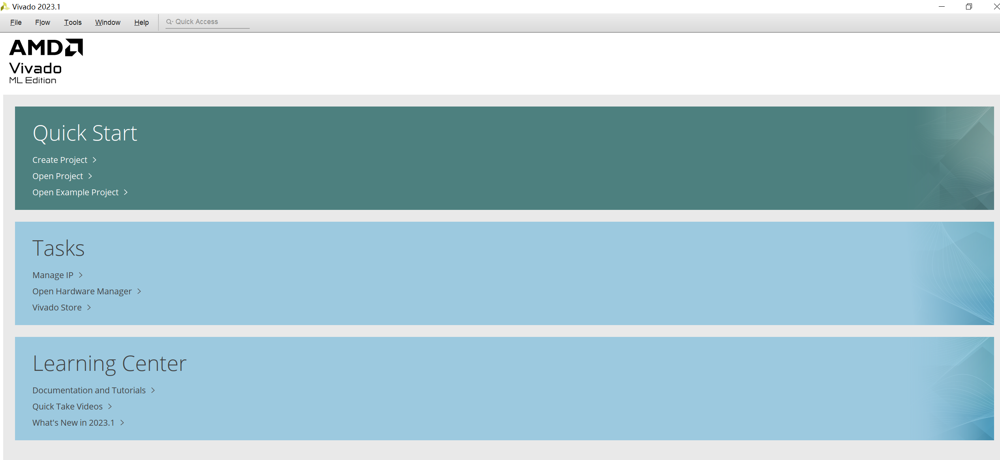 Vivado 2023.1
File Flow Tools Window Help Quick Access
AMD
Vivado
ML Edition
Quick Start
Create Project >
Open Project >
Open Example Project >
Tasks
Manage IP >
Open Hardware Manager >
Vivado Store >
Learning Center
Documentation and Tutorials >
Quick Take Videos >
What's New in 2023.1 >